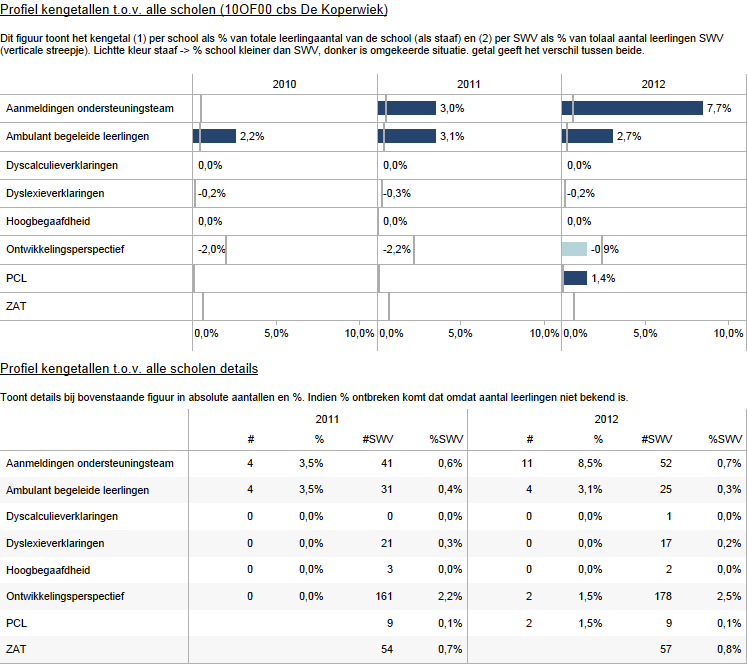 Profiel kengetallen t.o.v. alle scholen (10OF00 cbs De Koperwiek)
Dit figuur toont het kengetal (1) per school als % van totale leerlingaantal van de school (als staaf) en (2) per SWV als % van tolaal aantal leerlingen SWV
(verticale streepje). Lichtte kleur staaf -> % school kleiner dan SWV, donker is omgekeerde situatie. getal geeft het verschil tussen beide.
2010 2011 2012
Aanmeldingen ondersteuningsteam 3,0% 7,7%
Ambulant begeleide leerlingen 2,2% 3,1% 2,7%
Dyscalculieverklaringen 0,0% 0,0% 0,0%
Dyslexieverklaringen -0,2% -0,3% -0,2%
Hoogbegaafdheid 0,0% 0,0% 0,0%
Ontwikkelingsperspectief -2,0% -2,2% -0,9%
PCL 1,4%
ZAT
0,0% 5,0% 10,0% 0,0% 5,0% 10,0% 0,0% 5,0% 10,0%
Profiel kengetallen t.o.v. alle scholen details
Toont details bij bovenstaande figuur in absolute aantallen en %. Indien % ontbreken komt dat omdat aantal leerlingen niet bekend is.
2011 2012
# % #SWV %SWV # % #SWV %SWV
Aanmeldingen ondersteuningsteam 4 3,5% 41 0,6% 11 8,5% 52 0,7%
Ambulant begeleide leerlingen 4 3,5% 31 0,4% 4 3,1% 25 0,3%
Dyscalculieverklaringen 0 0,0% 0 0,0% 0 0,0% 1 0,0%
Dyslexieverklaringen 0 0,0% 21 0,3% 0 0,0% 17 0,2%
Hoogbegaafdheid 0 0,0% 3 0,0% 0 0,0% 2 0,0%
Ontwikkelingsperspectief 0 0,0% 161 2,2% 2 1,5% 178 2,5%
PCL 9 0,1% 2 1,5% 9 0,1%
ZAT 54 0,7% 57 0,8%